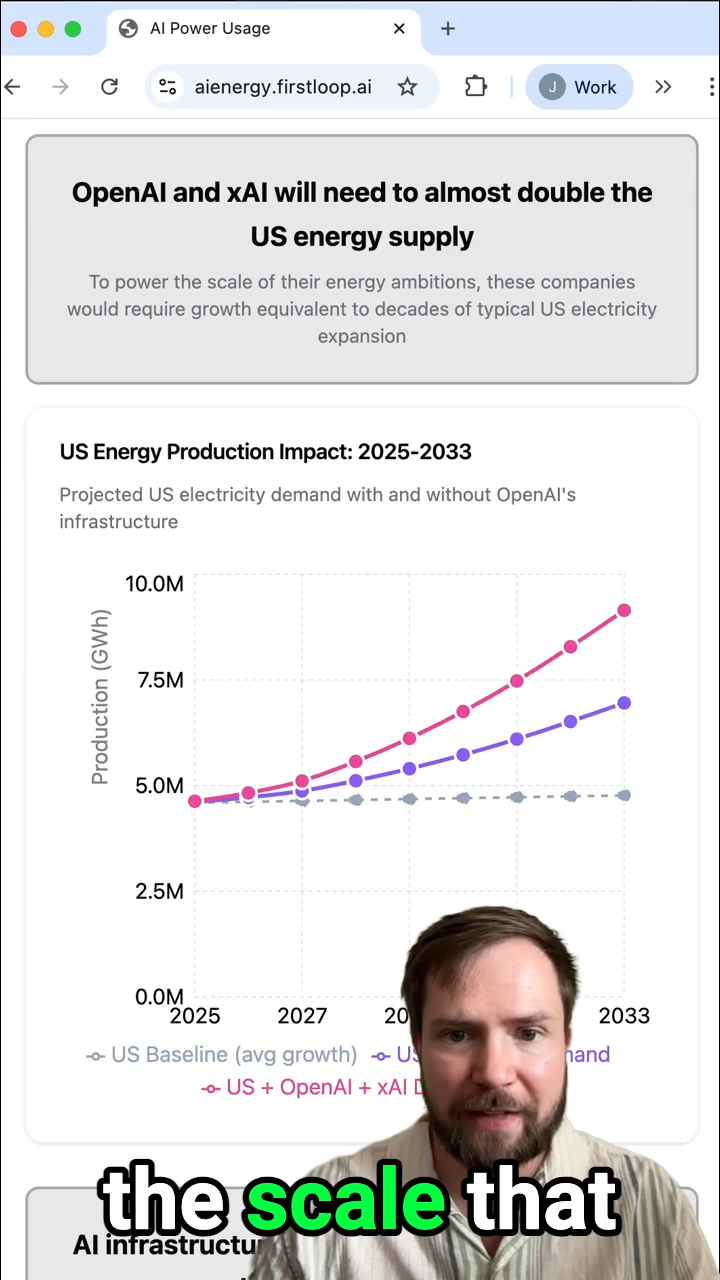 AI Power Usage
aienergy.firstloop.ai
J
Work
OpenAI and xAI will need to almost double the
US energy supply
To power the scale of their energy ambitions, these companies
would require growth equivalent to decades of typical US electricity
expansion
US Energy Production Impact: 2025-2033
Projected US electricity demand with and without OpenAI's
infrastructure
Production (GWh)
10.0M
7.5M
5.0M
2.5M
0.0M
2025 2027 20 2033
US Baseline (avg growth) US
US + OpenAI + xAI
the scale that
AI